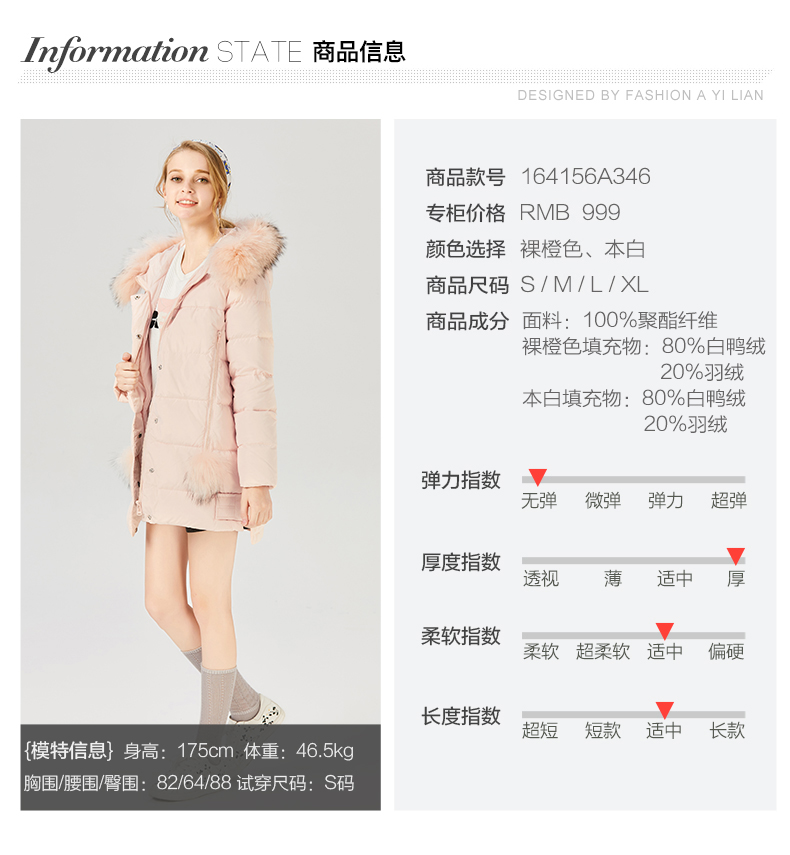 Information STATE 商品信息
DESIGNED BY FASHION A YI LIAN
商品款号 164156A346
专柜价格 RMB 999
颜色选择 裸橙色、本白
商品尺码 S / M / L / XL
商品成分 面料：100%聚酯纤维
裸橙色填充物：80%白鸭绒
20%羽绒
本白填充物：80%白鸭绒
20%羽绒
弹力指数
无弹 微弹 弹力 超弹
厚度指数
透视 薄 适中 厚
柔软指数
柔软 超柔软 适中 偏硬
长度指数
超短 短款 适中 长款
{模特信息} 身高：175cm 体重：46.5kg
胸围/腰围/臀围：82/64/88 试穿尺码：S码